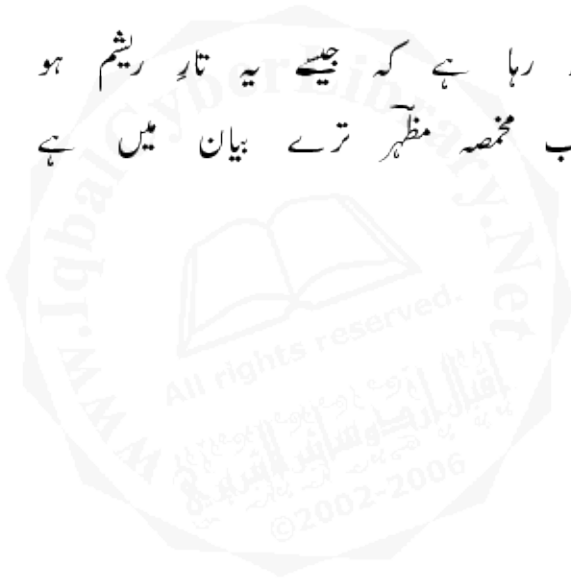 رہا ہے کہ جیسے یہ تارِ ریشم ہو
مخمصہ مظہرؔ ترے بیان میں ہے
www.IqbalCyberLibrary.Net
All rights reserved.
©2002-2006